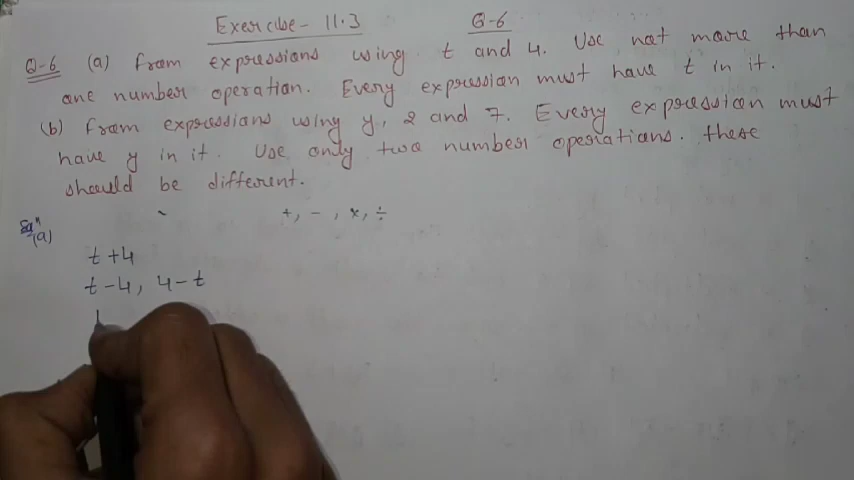 Exercise - 11.3 Q-6
Q-6 (a) From expressions using t and 4. Use not more than
one number operation. Every expression must have t in it.
(b) From expressions using y, 2 and 7. Every expression must
have y in it. Use only two number operations. these
should be different.
+, -, ×, ÷
Solⁿ
(a)
t + 4
t - 4, 4 - t